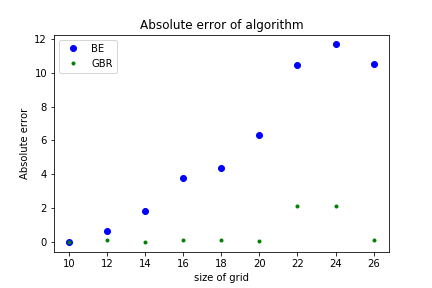 Absolute error of algorithm
BE
GBR
Absolute error
12
10
8
6
4
2
0
10 12 14 16 18 20 22 24 26
size of grid